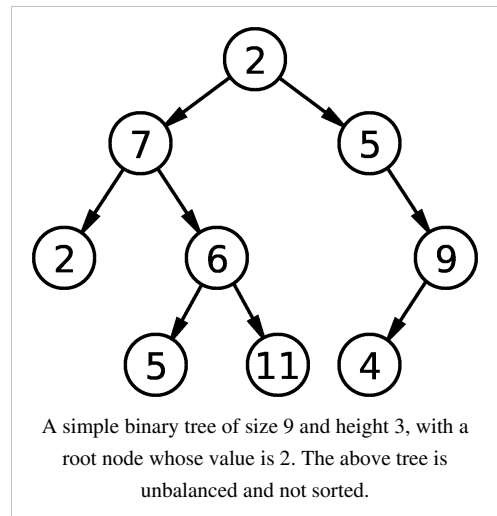 2
7 5
2 6 9
5 11 4
A simple binary tree of size 9 and height 3, with a
root node whose value is 2. The above tree is
unbalanced and not sorted.